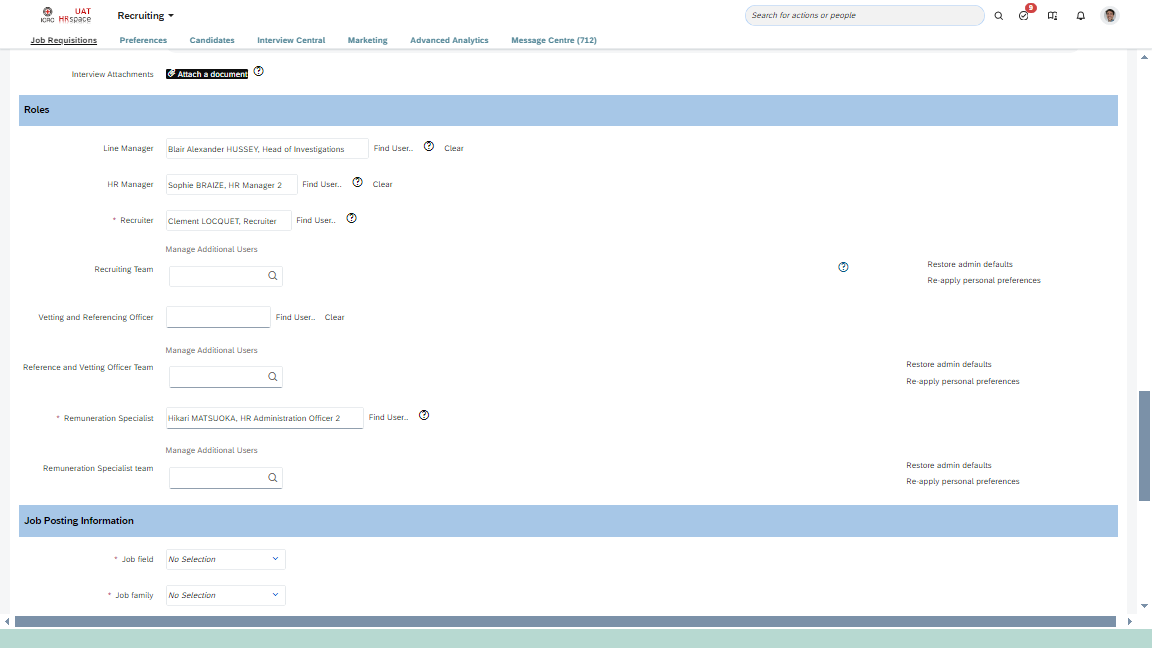 ICRC UAT HRspace Recruiting Search for actions or people 9
Job Requisitions Preferences Candidates Interview Central Marketing Advanced Analytics Message Centre (712)
Interview Attachments Attach a document
Roles
Line Manager Blair Alexander HUSSEY, Head of Investigations Find User.. Clear
HR Manager Sophie BRAIZE, HR Manager 2 Find User.. Clear
* Recruiter Clement LOCQUET, Recruiter Find User..
Manage Additional Users
Recruiting Team Restore admin defaults
Re-apply personal preferences
Vetting and Referencing Officer Find User.. Clear
Manage Additional Users
Reference and Vetting Officer Team Restore admin defaults
Re-apply personal preferences
* Remuneration Specialist Hikari MATSUOKA, HR Administration Officer 2 Find User..
Manage Additional Users
Remuneration Specialist team Restore admin defaults
Re-apply personal preferences
Job Posting Information
* Job field No Selection
* Job family No Selection